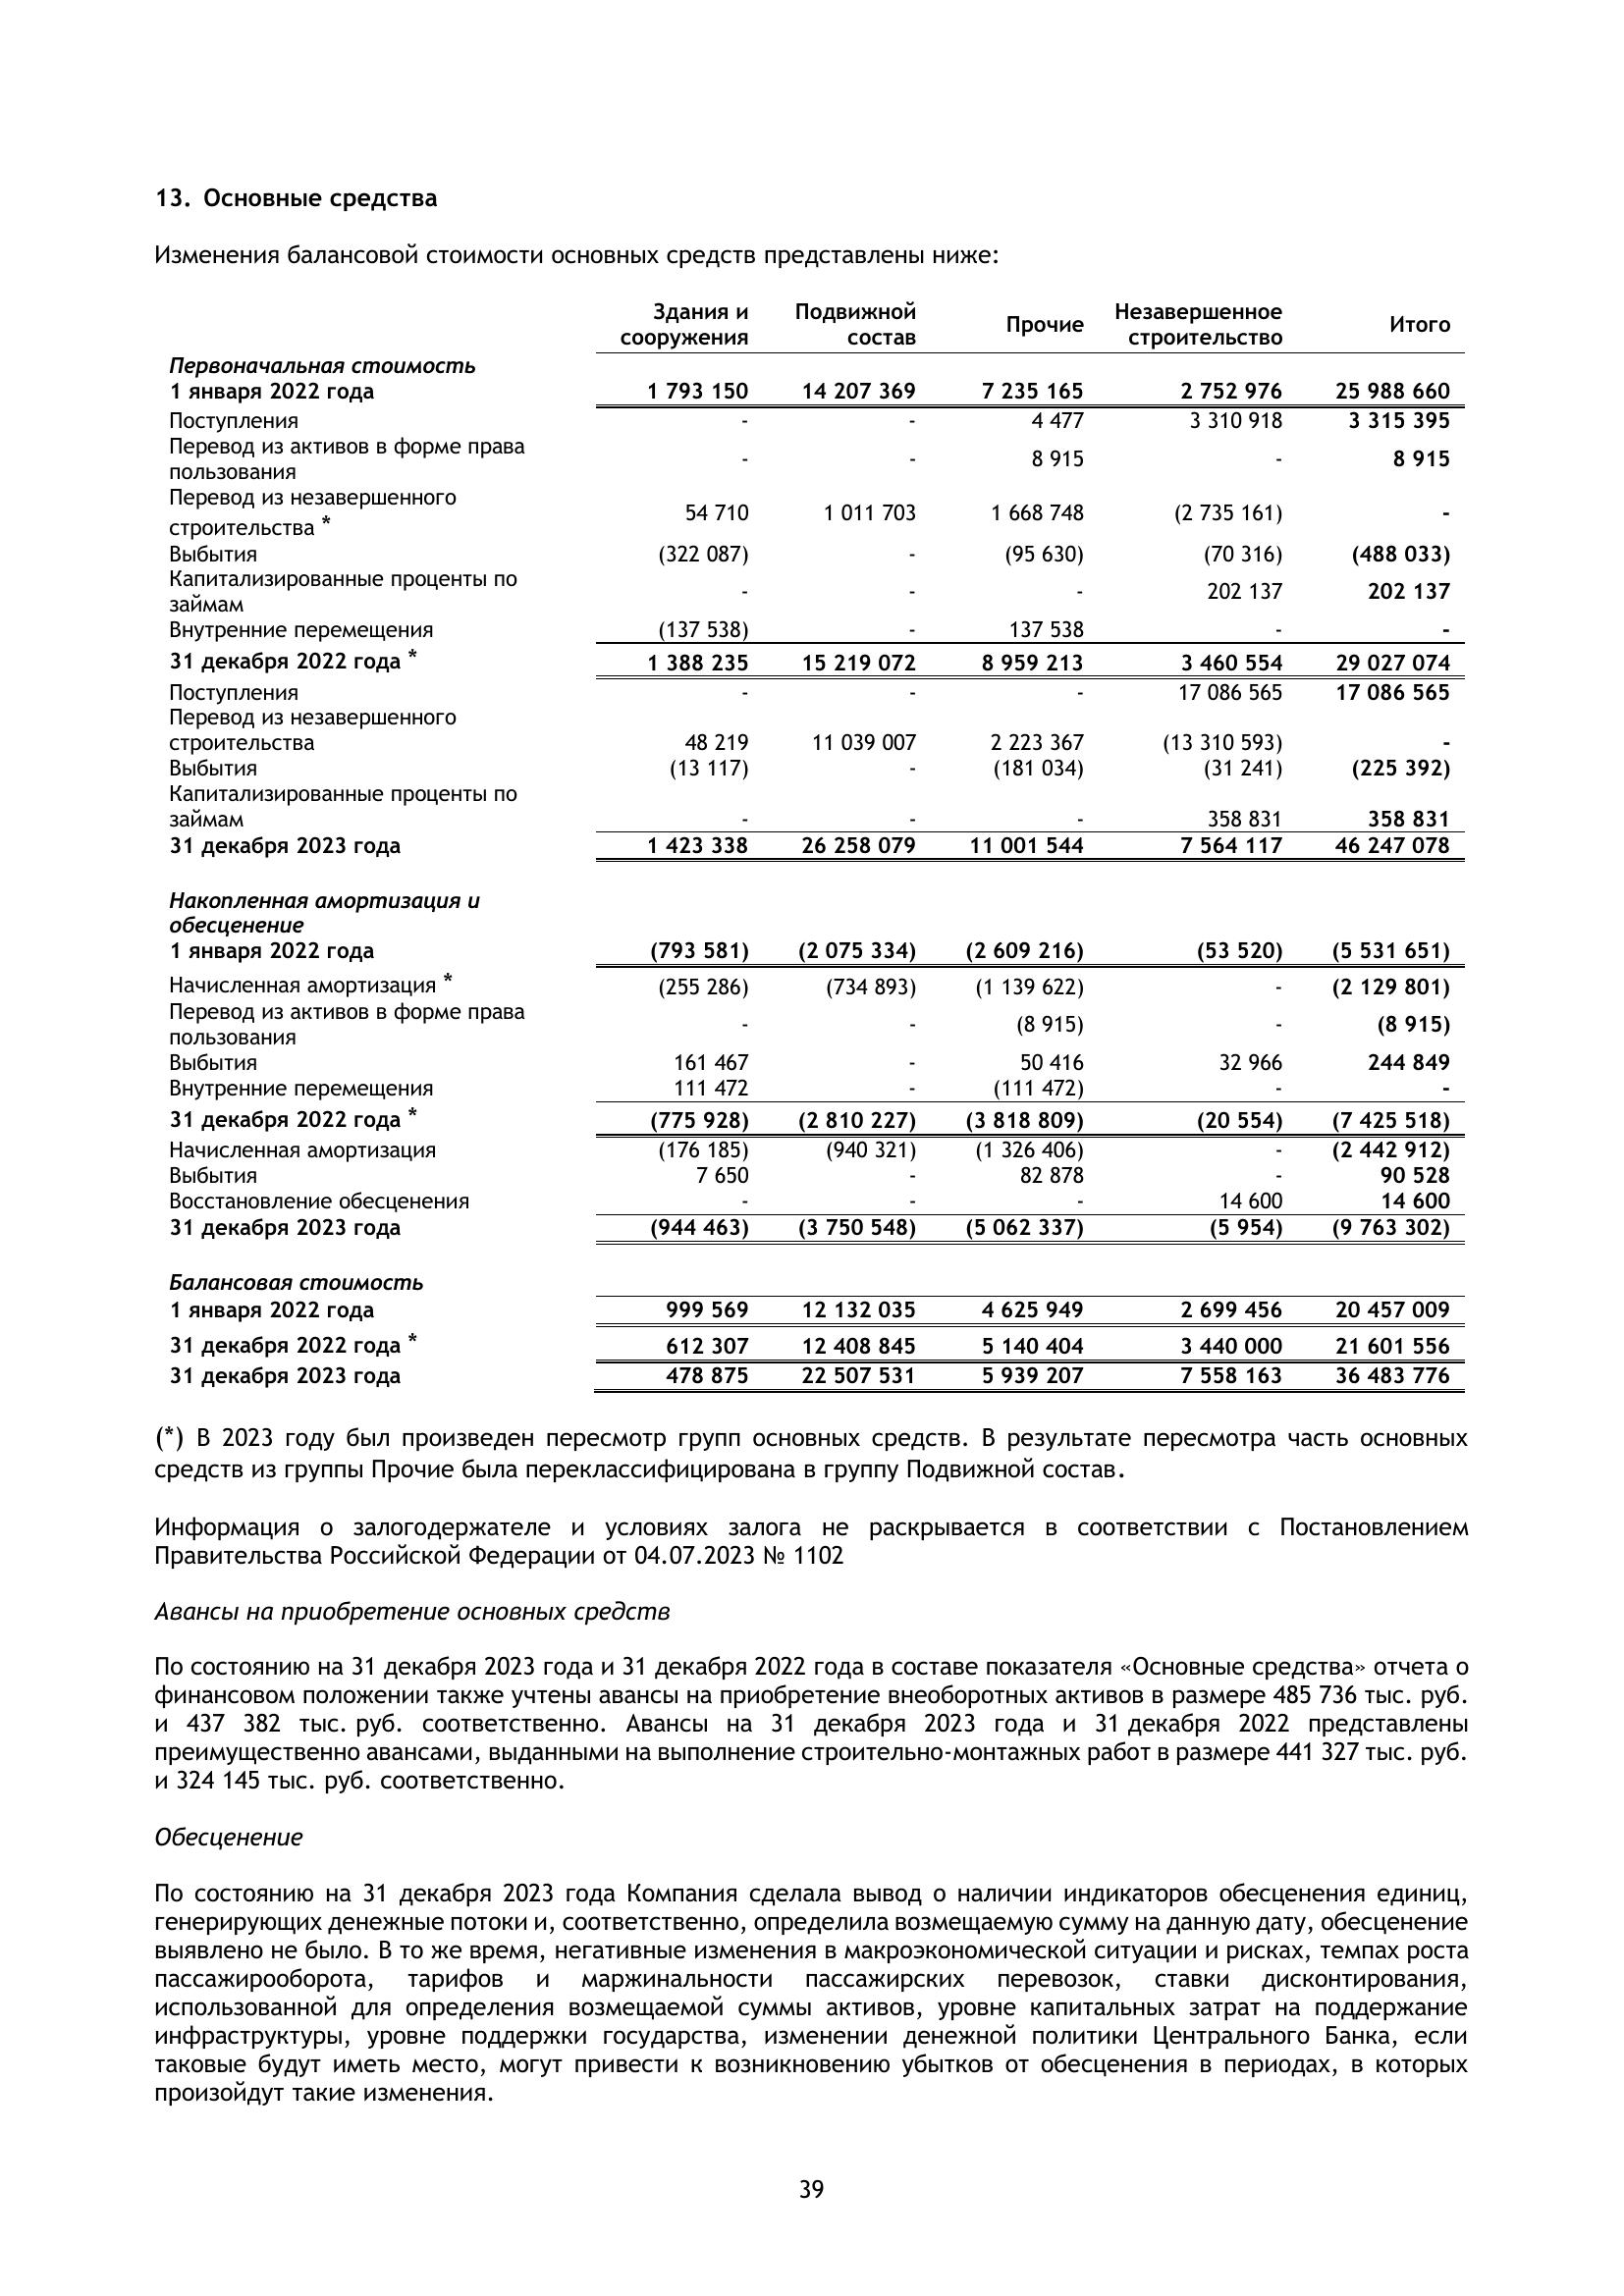 13. Основные средства
Изменения балансовой стоимости основных средств представлены ниже:
Здания и сооружения Подвижной состав Прочие Незавершенное строительство Итого
Первоначальная стоимость
1 января 2022 года 1 793 150 14 207 369 7 235 165 2 752 976 25 988 660
Поступления - - 4 477 3 310 918 3 315 395
Перевод из активов в форме права
пользования - - 8 915 - 8 915
Перевод из незавершенного
строительства * 54 710 1 011 703 1 668 748 (2 735 161) -
Выбытия (322 087) - (95 630) (70 316) (488 033)
Капитализированные проценты по
займам - - - 202 137 202 137
Внутренние перемещения (137 538) - 137 538 - -
31 декабря 2022 года * 1 388 235 15 219 072 8 959 213 3 460 554 29 027 074
Поступления - - - 17 086 565 17 086 565
Перевод из незавершенного
строительства 48 219 11 039 007 2 223 367 (13 310 593) -
Выбытия (13 117) - (181 034) (31 241) (225 392)
Капитализированные проценты по
займам - - - 358 831 358 831
31 декабря 2023 года 1 423 338 26 258 079 11 001 544 7 564 117 46 247 078
Накопленная амортизация и
обесценение
1 января 2022 года (793 581) (2 075 334) (2 609 216) (53 520) (5 531 651)
Начисленная амортизация * (255 286) (734 893) (1 139 622) - (2 129 801)
Перевод из активов в форме права
пользования - - (8 915) - (8 915)
Выбытия 161 467 - 50 416 32 966 244 849
Внутренние перемещения 111 472 - (111 472) - -
31 декабря 2022 года * (775 928) (2 810 227) (3 818 809) (20 554) (7 425 518)
Начисленная амортизация (176 185) (940 321) (1 326 406) - (2 442 912)
Выбытия 7 650 - 82 878 - 90 528
Восстановление обесценения - - - 14 600 14 600
31 декабря 2023 года (944 463) (3 750 548) (5 062 337) (5 954) (9 763 302)
Балансовая стоимость
1 января 2022 года 999 569 12 132 035 4 625 949 2 699 456 20 457 009
31 декабря 2022 года * 612 307 12 408 845 5 140 404 3 440 000 21 601 556
31 декабря 2023 года 478 875 22 507 531 5 939 207 7 558 163 36 483 776
(*) В 2023 году был произведен пересмотр групп основных средств. В результате пересмотра часть основных
средств из группы Прочие была переклассифицирована в группу Подвижной состав.
Информация о залогодержателе и условиях залога не раскрывается в соответствии с Постановлением
Правительства Российской Федерации от 04.07.2023 № 1102
Авансы на приобретение основных средств
По состоянию на 31 декабря 2023 года и 31 декабря 2022 года в составе показателя «Основные средства» отчета о
финансовом положении также учтены авансы на приобретение внеоборотных активов в размере 485 736 тыс. руб.
и 437 382 тыс. руб. соответственно. Авансы на 31 декабря 2023 года и 31 декабря 2022 представлены
преимущественно авансами, выданными на выполнение строительно-монтажных работ в размере 441 327 тыс. руб.
и 324 145 тыс. руб. соответственно.
Обесценение
По состоянию на 31 декабря 2023 года Компания сделала вывод о наличии индикаторов обесценения единиц,
генерирующих денежные потоки и, соответственно, определила возмещаемую сумму на данную дату, обесценение
выявлено не было. В то же время, негативные изменения в макроэкономической ситуации и рисках, темпах роста
пассажирооборота, тарифов и маржинальности пассажирских перевозок, ставки дисконтирования,
использованной для определения возмещаемой суммы активов, уровне капитальных затрат на поддержание
инфраструктуры, уровне поддержки государства, изменении денежной политики Центрального Банка, если
таковые будут иметь место, могут привести к возникновению убытков от обесценения в периодах, в которых
произойдут такие изменения.
39